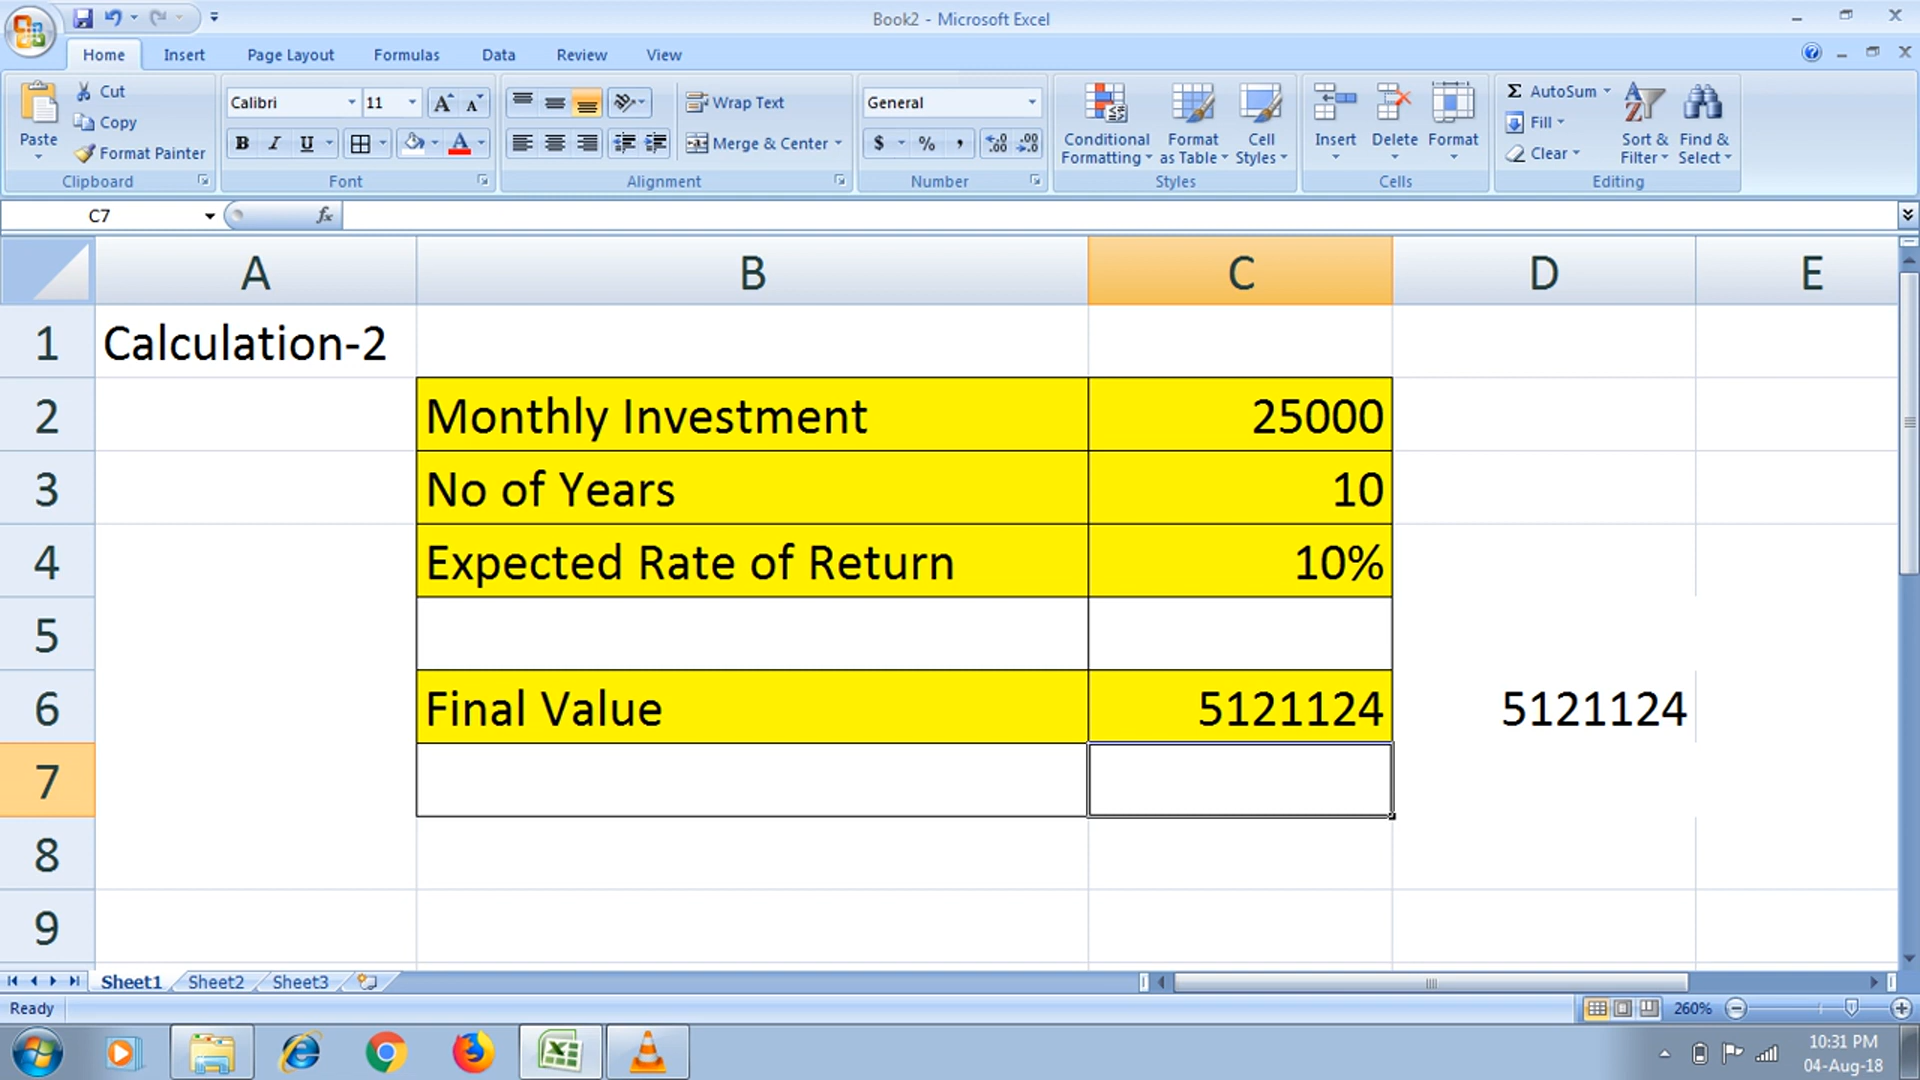 Book2 - Microsoft Excel
Home Insert Page Layout Formulas Data Review View
Paste
Cut
Copy
Format Painter
Clipboard
Calibri 11
B I U
Font
Wrap Text
Merge & Center
Alignment
General
$ % ,
Number
Conditional Formatting
Format as Table
Cell Styles
Styles
Insert Delete Format
Cells
AutoSum
Fill
Clear
Sort & Filter
Find & Select
Editing
C7 fx
A B C D E
1 Calculation-2
2 Monthly Investment 25000
3 No of Years 10
4 Expected Rate of Return 10%
5
6 Final Value 5121124 5121124
7
8
9
Sheet1 Sheet2 Sheet3
Ready 260%
10:31 PM
04-Aug-18